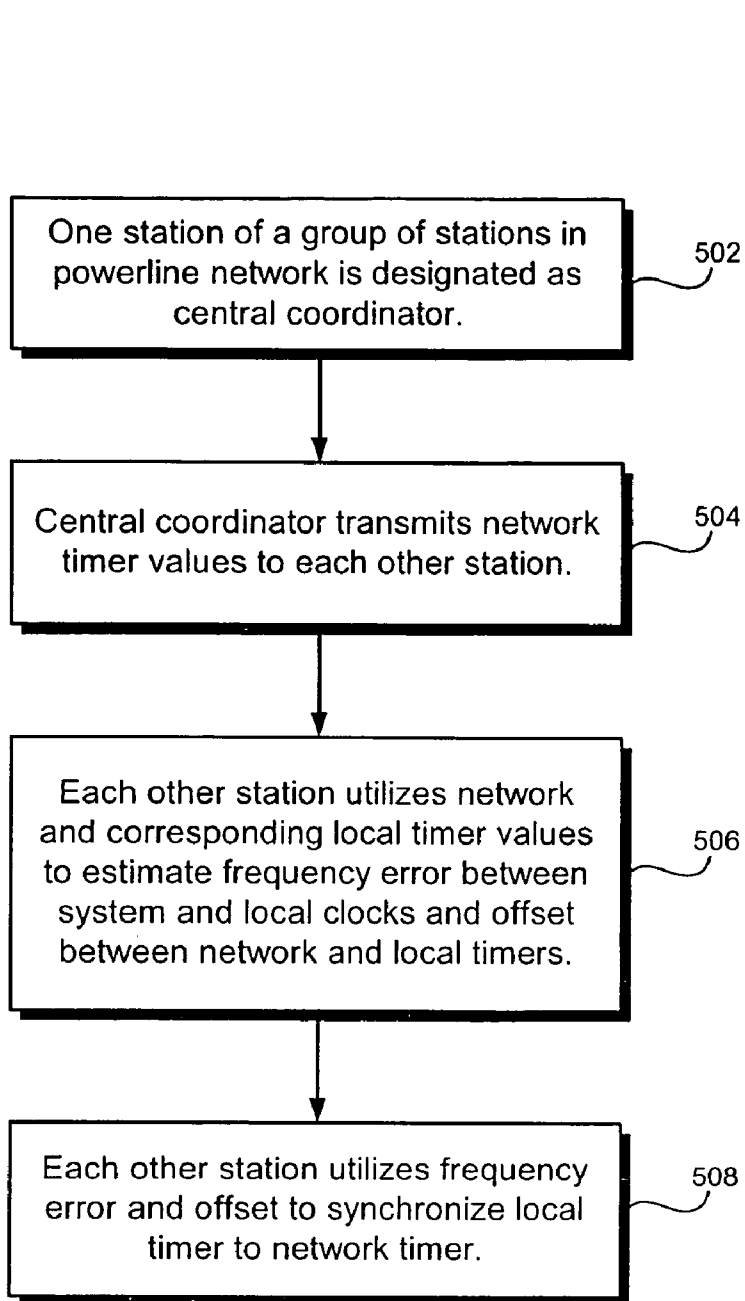 One station of a group of stations in
powerline network is designated as
central coordinator.
502
Central coordinator transmits network
timer values to each other station.
504
Each other station utilizes network
and corresponding local timer values
to estimate frequency error between
system and local clocks and offset
between network and local timers.
506
Each other station utilizes frequency
error and offset to synchronize local
timer to network timer.
508